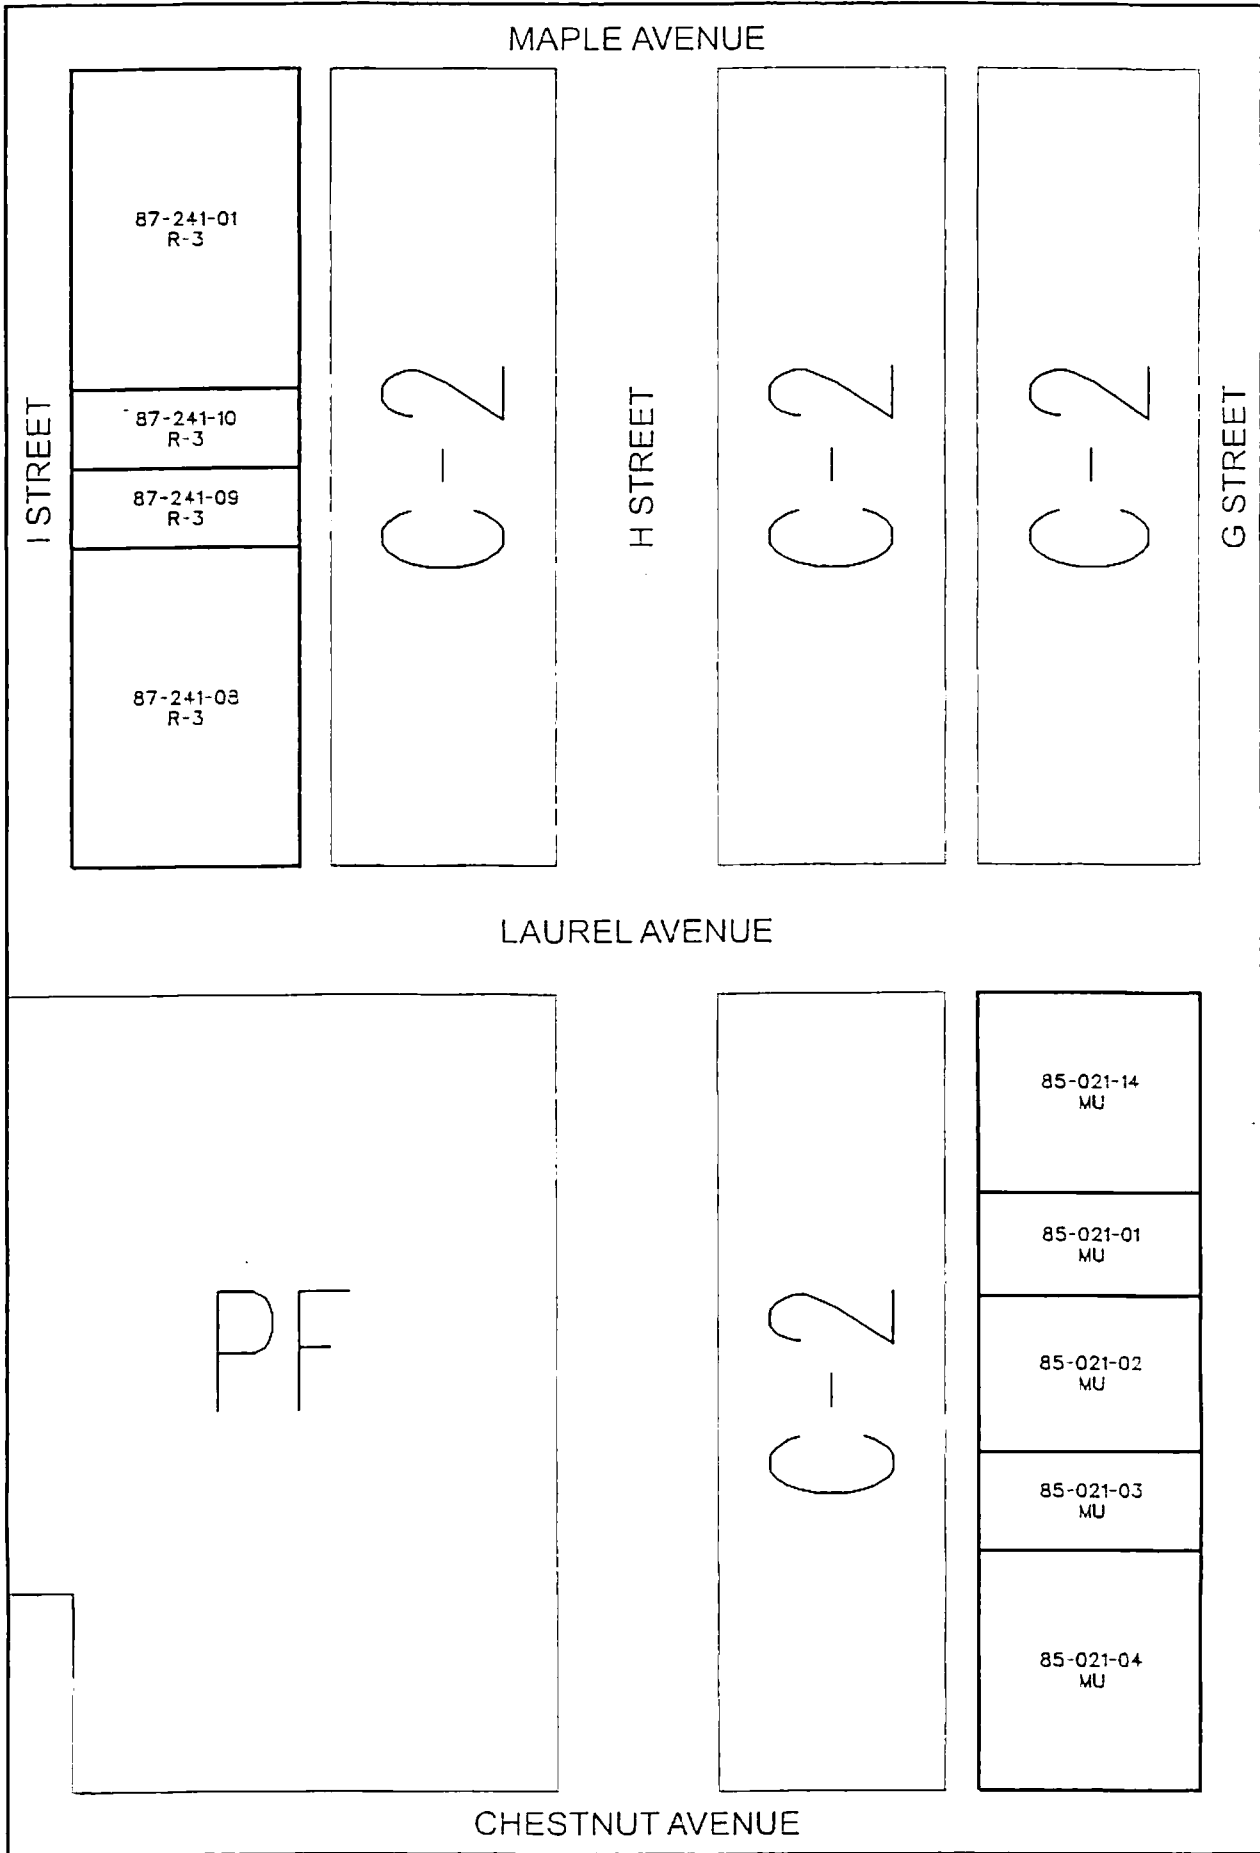 MAPLE AVENUE
87-241-01
R-3
87-241-10
R-3
87-241-09
R-3
87-241-08
R-3
I STREET
C-2
H STREET
C-2
C-2
G STREET
LAUREL AVENUE
PF
C-2
85-021-14
MU
85-021-01
MU
85-021-02
MU
85-021-03
MU
85-021-04
MU
CHESTNUT AVENUE